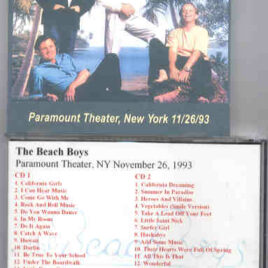 Paramount Theater, New York 11/26/93
The Beach Boys
Paramount Theater, NY November 26, 1993
CD 1
1. California Girls
2. I Can Hear Music
3. Come Go With Me
4. Rock And Roll Music
5. Do You Wanna Dance
6. In My Room
7. Do It Again
8. Catch A Wave
9. Hawaii
10. Darlin
11. Be True To Your School
12. Under The Boardwalk
CD 2
1. California Dreaming
2. Summer In Paradise
3. Heroes And Villains
4. Vegetables (Smile Version)
5. Take A Load Off Your Feet
6. Little Saint Nick
7. Surfer Girl
8.
9. Add Some Music
10. Their Hearts Were Full Of Spring
11. All This Is That
12. Wonderful